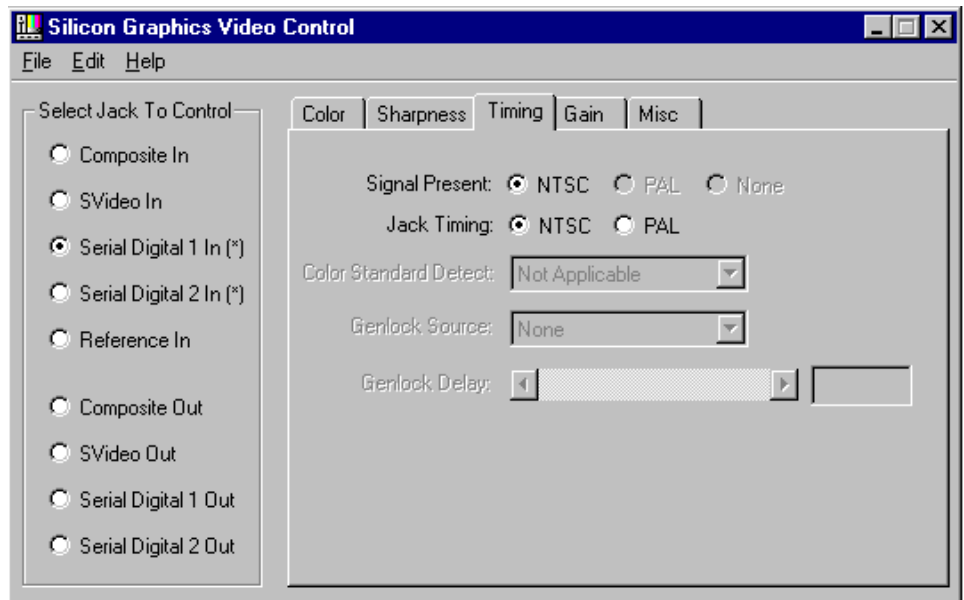 Silicon Graphics Video Control
File Edit Help
Select Jack To Control
Composite In
SVideo In
Serial Digital 1 In (*)
Serial Digital 2 In (*)
Reference In
Composite Out
SVideo Out
Serial Digital 1 Out
Serial Digital 2 Out
Color Sharpness Timing Gain Misc
Signal Present: NTSC PAL None
Jack Timing: NTSC PAL
Color Standard Detect: Not Applicable
Genlock Source: None
Genlock Delay: